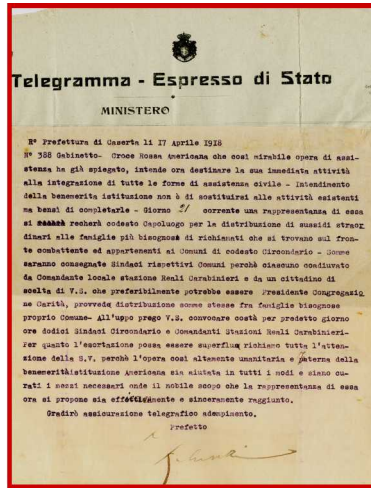 Telegramma - Espresso di Stato
MINISTERO
Rª Prefettura di Caserta li 17 Aprile 1918
Nº 388 Gabinetto- Croce Rossa Americana che così mirabile opera di assi-
stenza ha già spiegato, intende ora destinare la sua immediata attività
alla integrazione di tutte le forme di assistenza civile - Intendimento
della benemerita istituzione non è di sostituirsi alle attività esistenti
ma bensì di completarle - Giorno 21 corrente una rappresentanza di essa
si recherà codesto Capoluogo per la distribuzione di sussidi straor
dinari alle famiglie più bisognose di richiamati che si trovano sul fron-
te combattente ed appartenenti ai Comuni di codesto Circondario - Somme
saranno consegnate Sindaci rispettivi Comuni perchè ciascuno coadiuvato
da Comandante locale stazione Reali Carabinieri e da un cittadino di
scelta di V.S. che preferibilmente potrebbe essere Presidente Congregazio
ne Carità, provveda distribuzione somme stesse fra famiglie bisognose
proprio Comune- All'uopo prego V.S. convocare costà per predetto giorno
ore dodici Sindaci Circondario e Comandanti Stazioni Reali Carabinieri-
Per quanto l'esortazione possa essere superflua richiamo tutta l'atten-
zione della S.V. perchè l'opera così altamente umanitaria e fraterna della
benemerita istituzione Americana sia aiutata in tutti i modi e siano cu-
rati i mezzi necessari onde il nobile scopo che la rappresentanza di essa
ora si propone sia efficacemente e sinceramente raggiunto.
Gradirò assicurazione telegrafico adempimento.
Prefetto